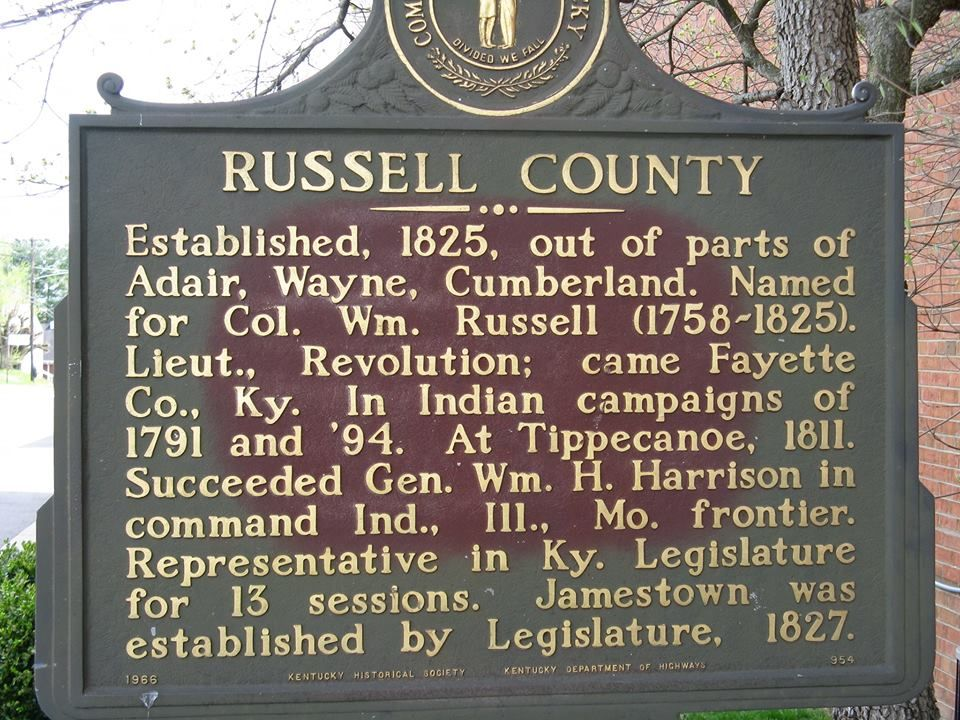 COM KY
DIVIDED WE FALL
RUSSELL COUNTY
Established, 1825, out of parts of
Adair, Wayne, Cumberland. Named
for Col. Wm. Russell (1758-1825).
Lieut., Revolution; came Fayette
Co., Ky. In Indian campaigns of
1791 and '94. At Tippecanoe, 1811.
Succeeded Gen. Wm. H. Harrison in
command Ind., Ill., Mo. frontier.
Representative in Ky. Legislature
for 13 sessions. Jamestown was
established by Legislature, 1827.
1966 KENTUCKY HISTORICAL SOCIETY KENTUCKY DEPARTMENT OF HIGHWAYS 954